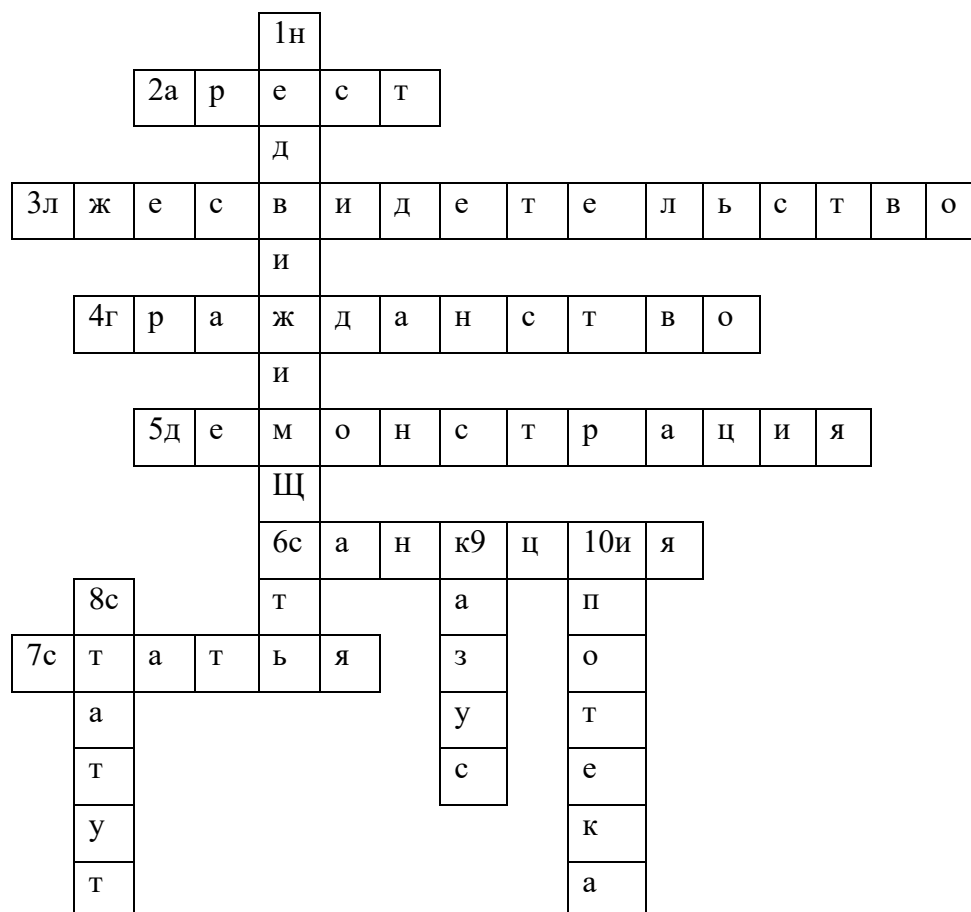 1н
2а р е с т
д
3л ж е с в и д е т е л ь с т в о
и
4г р а ж д а н с т в о
и
5д е м о н с т р а ц и я
Щ
6с а н к9 ц 10и я
8с т а п
7с т а т ь я з о
а у т
т с е
у к
т а